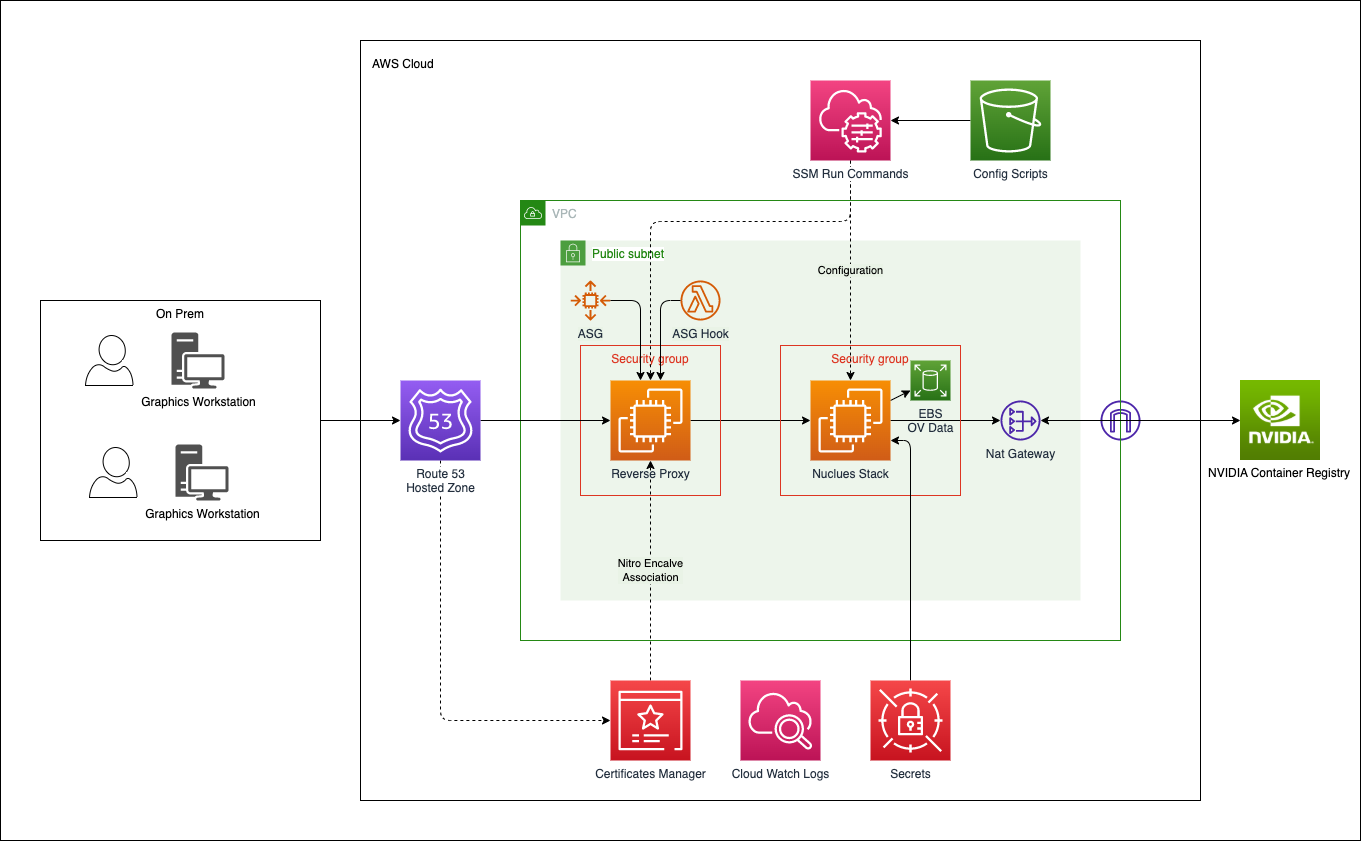 AWS Cloud
SSM Run Commands
Config Scripts
VPC
Public subnet
Configuration
On Prem
ASG
ASG Hook
Security group
Security group
Graphics Workstation
53
EBS
OV Data
NVIDIA.
Nat Gateway
Route 53
Hosted Zone
Reverse Proxy
Nuclues Stack
NVIDIA Container Registry
Graphics Workstation
Nitro Encalve
Association
Certificates Manager
Cloud Watch Logs
Secrets